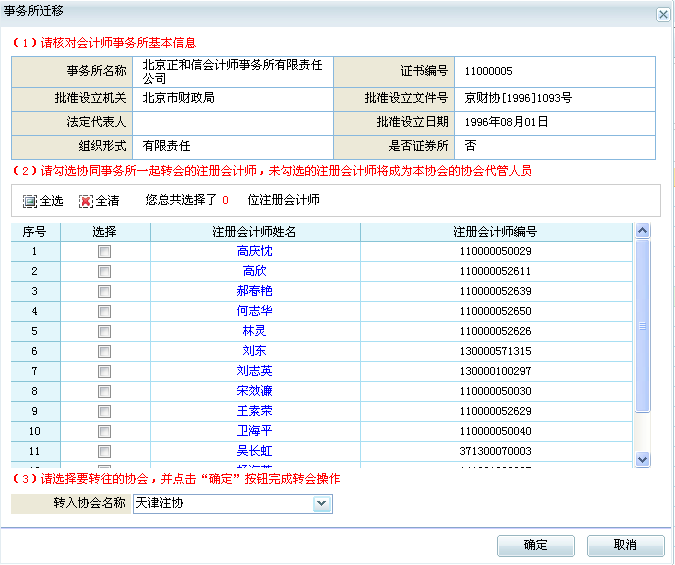 事务所迁移
（1）请核对会计师事务所基本信息
事务所名称 北京正和信会计师事务所有限责任公司 证书编号 11000005
批准设立机关 北京市财政局 批准设立文件号 京财协[1996]1093号
法定代表人 批准设立日期 1996年08月01日
组织形式 有限责任 是否证券所 否
（2）请勾选协同事务所一起转会的注册会计师，未勾选的注册会计师将成为本协会的协会代管人员
全选 全清 您总共选择了 0 位注册会计师
序号 选择 注册会计师姓名 注册会计师编号
1 高庆忱 110000050029
2 高欣 110000052611
3 郝春艳 110000052639
4 何志华 110000052650
5 林灵 110000052626
6 刘东 130000571315
7 刘志英 130000100297
8 宋效濂 110000050030
9 王素荣 110000052629
10 卫海平 110000050040
11 吴长虹 371300070003
（3）请选择要转往的协会，并点击“确定”按钮完成转会操作
转入协会名称 天津注协
确定 取消